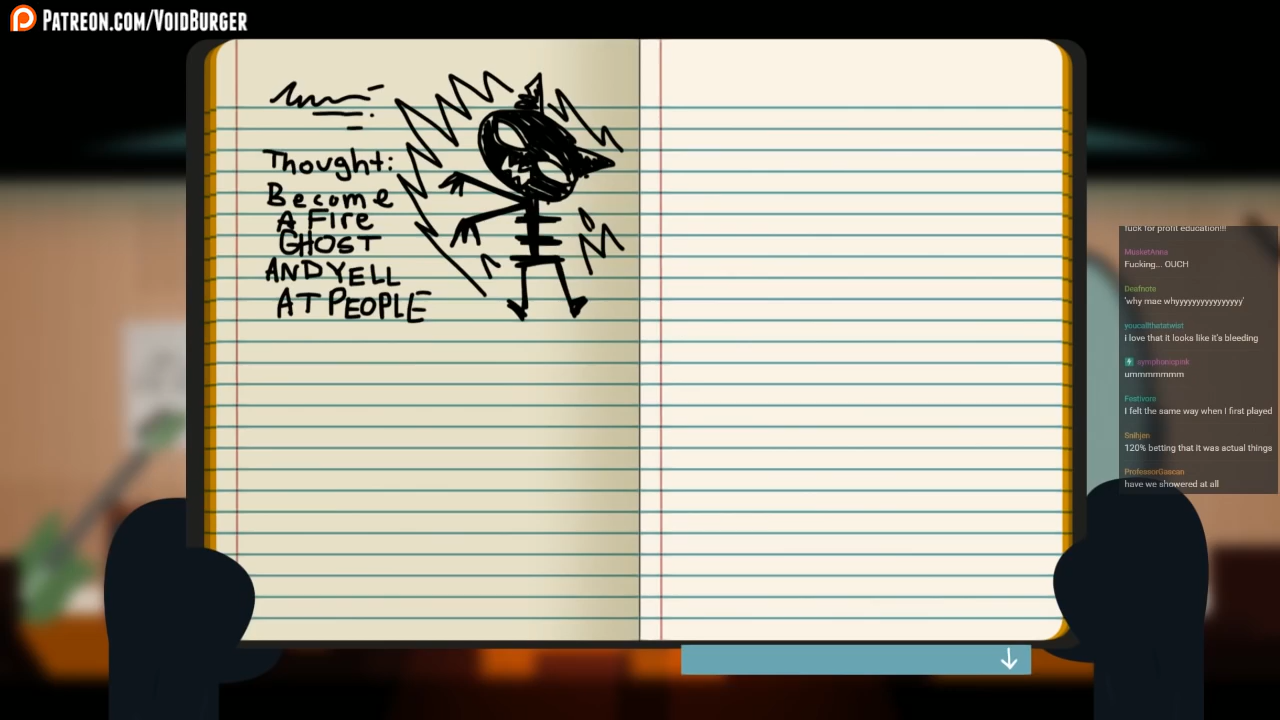 PATREON.COM/VOIDBURGER
Thought:
Become
A Fire
GHOST
AND YELL
AT PEOPLE
fuck for profit education!!!
MusketAnna
Fucking... OUCH
Deafnote
'why mae whyyyyyyyyyyyyyyy'
youcallthatatwist
I love that it looks like it's bleeding
symphonicpink
ummmmmmm
Festivore
I felt the same way when I first played
Snlhjen
120% betting that it was actual things
ProfessorGascan
have we showered at all